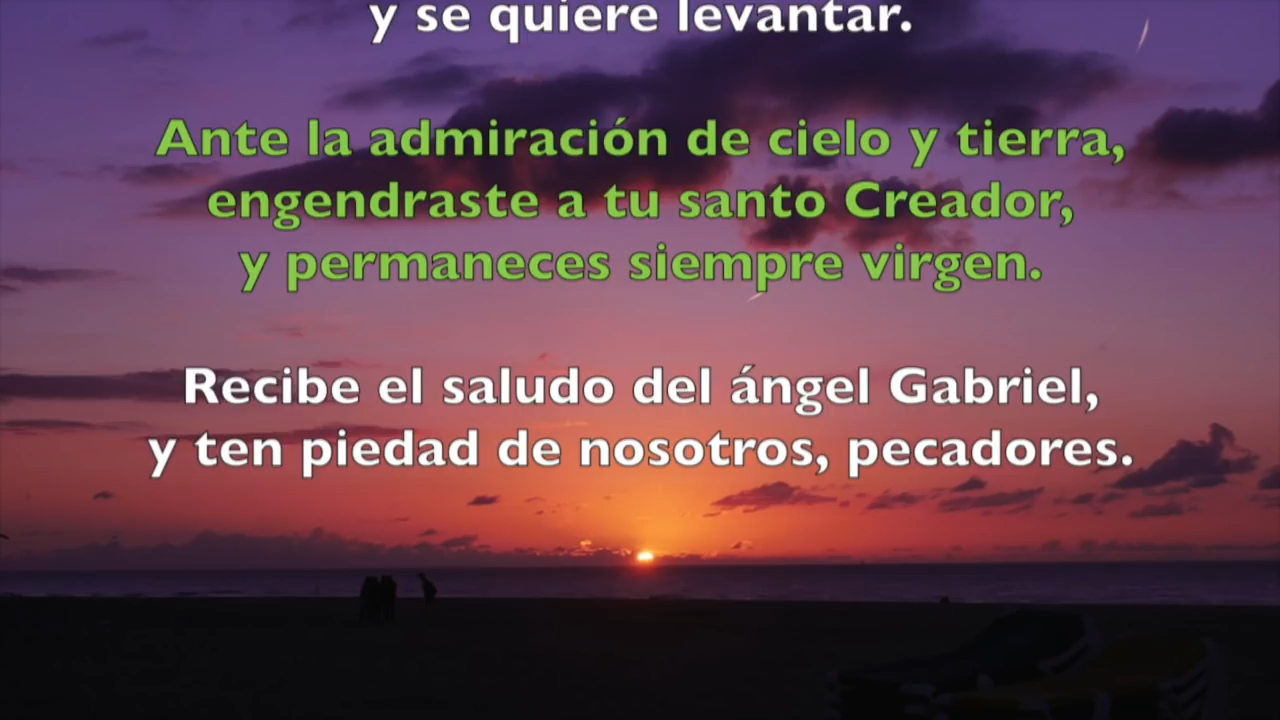 y se quiere levantar.
Ante la admiración de cielo y tierra,
engendraste a tu santo Creador,
y permaneces siempre virgen.
Recibe el saludo del ángel Gabriel,
y ten piedad de nosotros, pecadores.